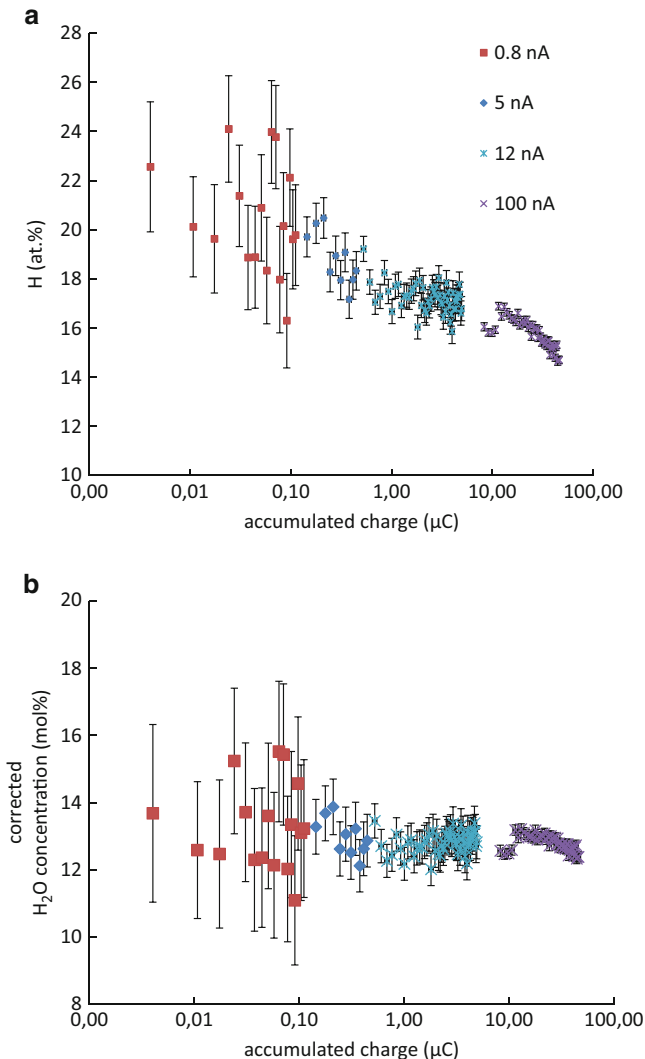 a
28
26
24
22
20
18
16
14
12
10
H (at.%)
0.8 nA
5 nA
12 nA
100 nA
0,00
0,01
0,10
1,00
10,00
100,00
accumulated charge (µC)
b
20
18
16
14
12
10
8
corrected
H₂O concentration (mol%)
0,00
0,01
0,10
1,00
10,00
100,00
accumulated charge (µC)